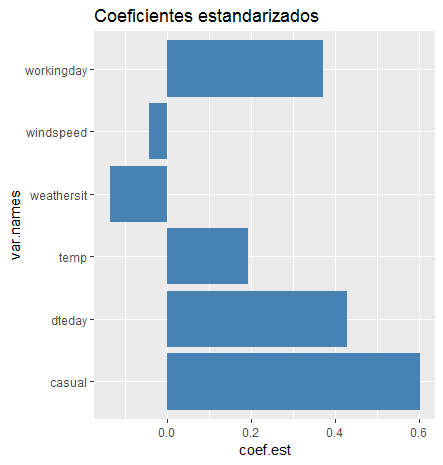 Coeficientes estandarizados
workingday
windspeed
weathersit
temp
dteday
casual
var.names
0.0 0.2 0.4 0.6
coef.est